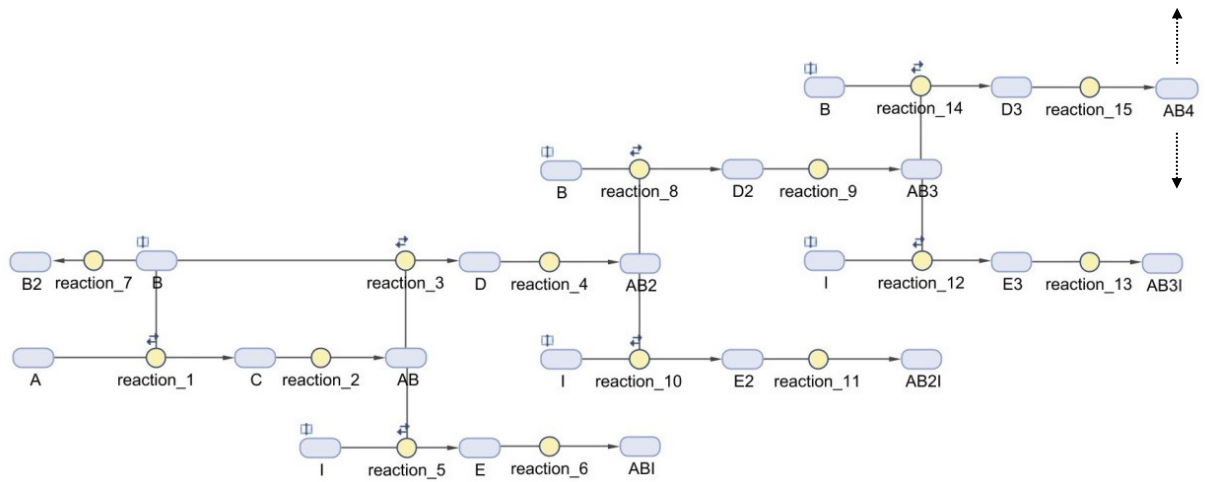 B
reaction_14
D3
reaction_15
AB4
B
reaction_8
D2
reaction_9
AB3
B2
reaction_7
B
reaction_3
D
reaction_4
AB2
I
reaction_12
E3
reaction_13
AB3I
A
reaction_1
C
reaction_2
AB
I
reaction_10
E2
reaction_11
AB2I
I
reaction_5
E
reaction_6
ABI